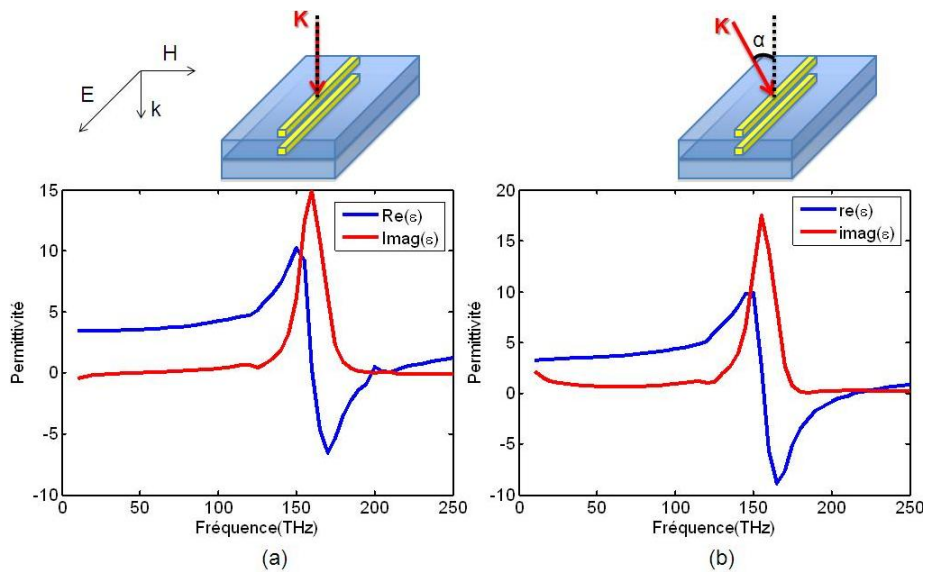 K
K
α
H
E
k
15
10
5
0
-5
-10
Permittivité
Re(ε)
Imag(ε)
0 50 100 150 200 250
Fréquence(THz)
(a)
20
15
10
5
0
-5
-10
Permittivité
re(ε)
imag(ε)
0 50 100 150 200 250
Fréquence(THz)
(b)